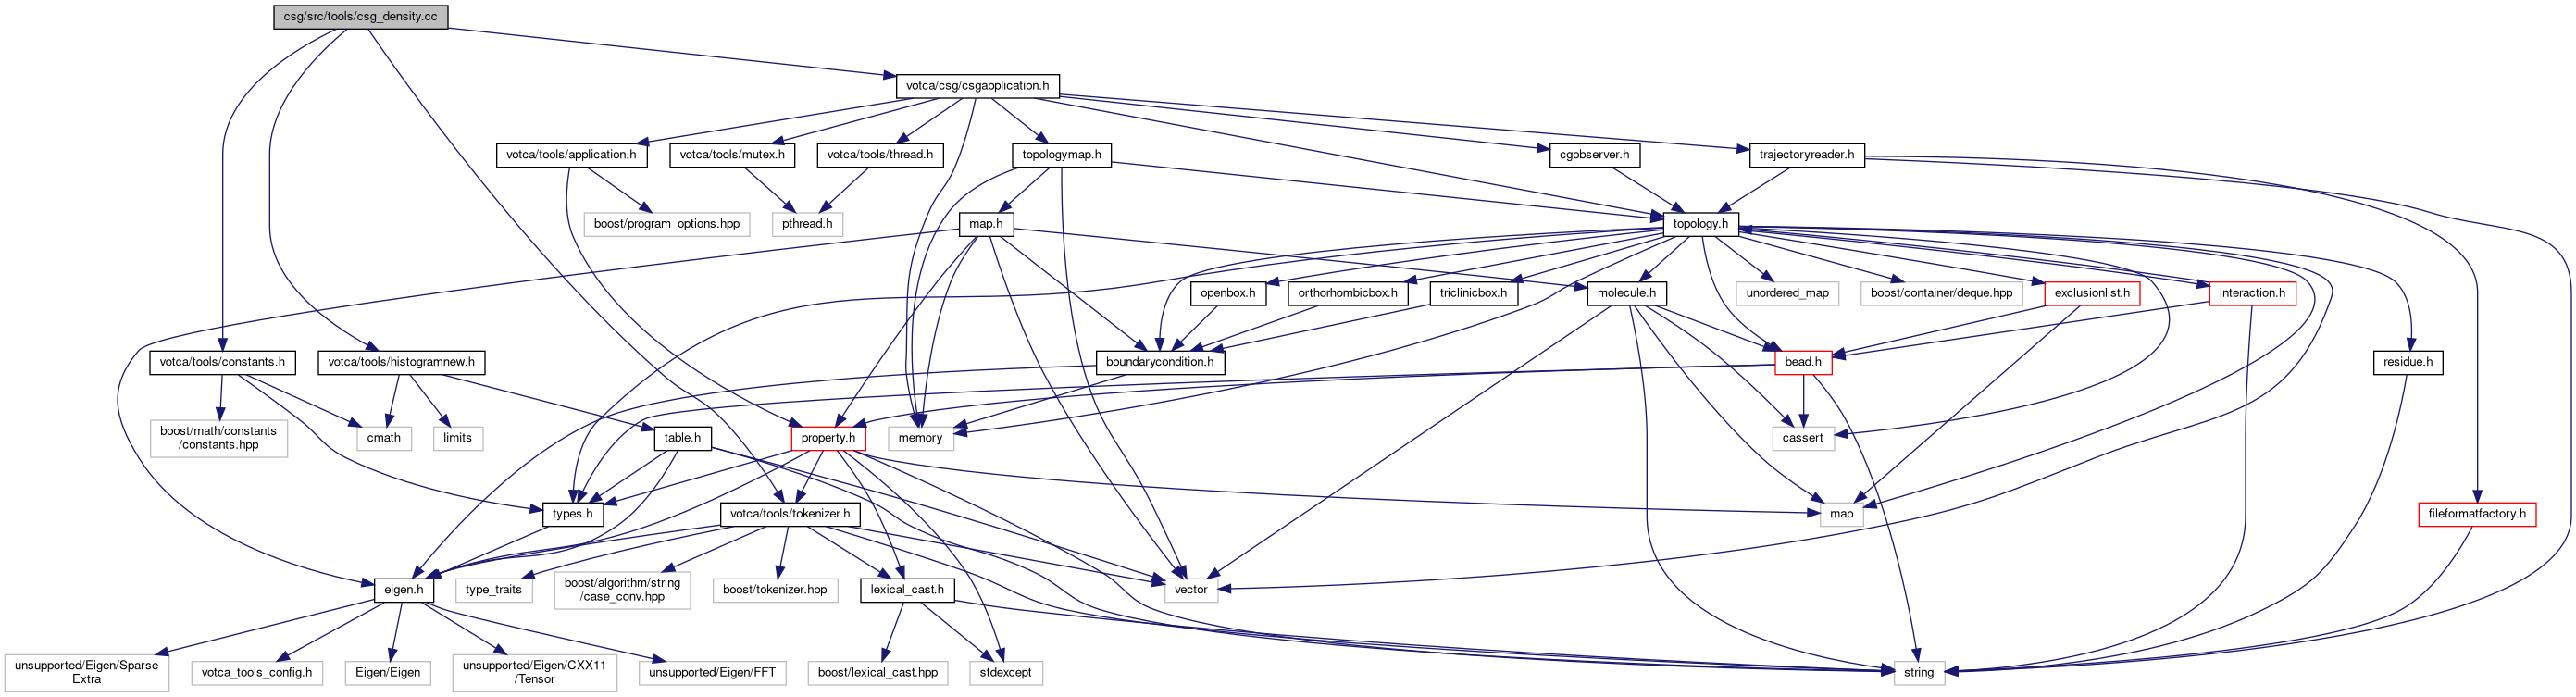 csg/src/tools/csg_density.cc
votca/csg/csgapplication.h
votca/tools/application.h
votca/tools/mutex.h
votca/tools/thread.h
topologymap.h
cgobserver.h
trajectoryreader.h
boost/program_options.hpp
pthread.h
map.h
topology.h
openbox.h
orthorhombicbox.h
triclinicbox.h
molecule.h
unordered_map
boost/container/deque.hpp
exclusionlist.h
interaction.h
votca/tools/constants.h
votca/tools/histogramnew.h
boundarycondition.h
bead.h
residue.h
boost/math/constants
/constants.hpp
cmath
limits
table.h
property.h
memory
cassert
types.h
votca/tools/tokenizer.h
map
fileformatfactory.h
eigen.h
type_traits
boost/algorithm/string
/case_conv.hpp
boost/tokenizer.hpp
lexical_cast.h
vector
unsupported/Eigen/Sparse
Extra
votca_tools_config.h
Eigen/Eigen
unsupported/Eigen/CXX11
/Tensor
unsupported/Eigen/FFT
boost/lexical_cast.hpp
stdexcept
string